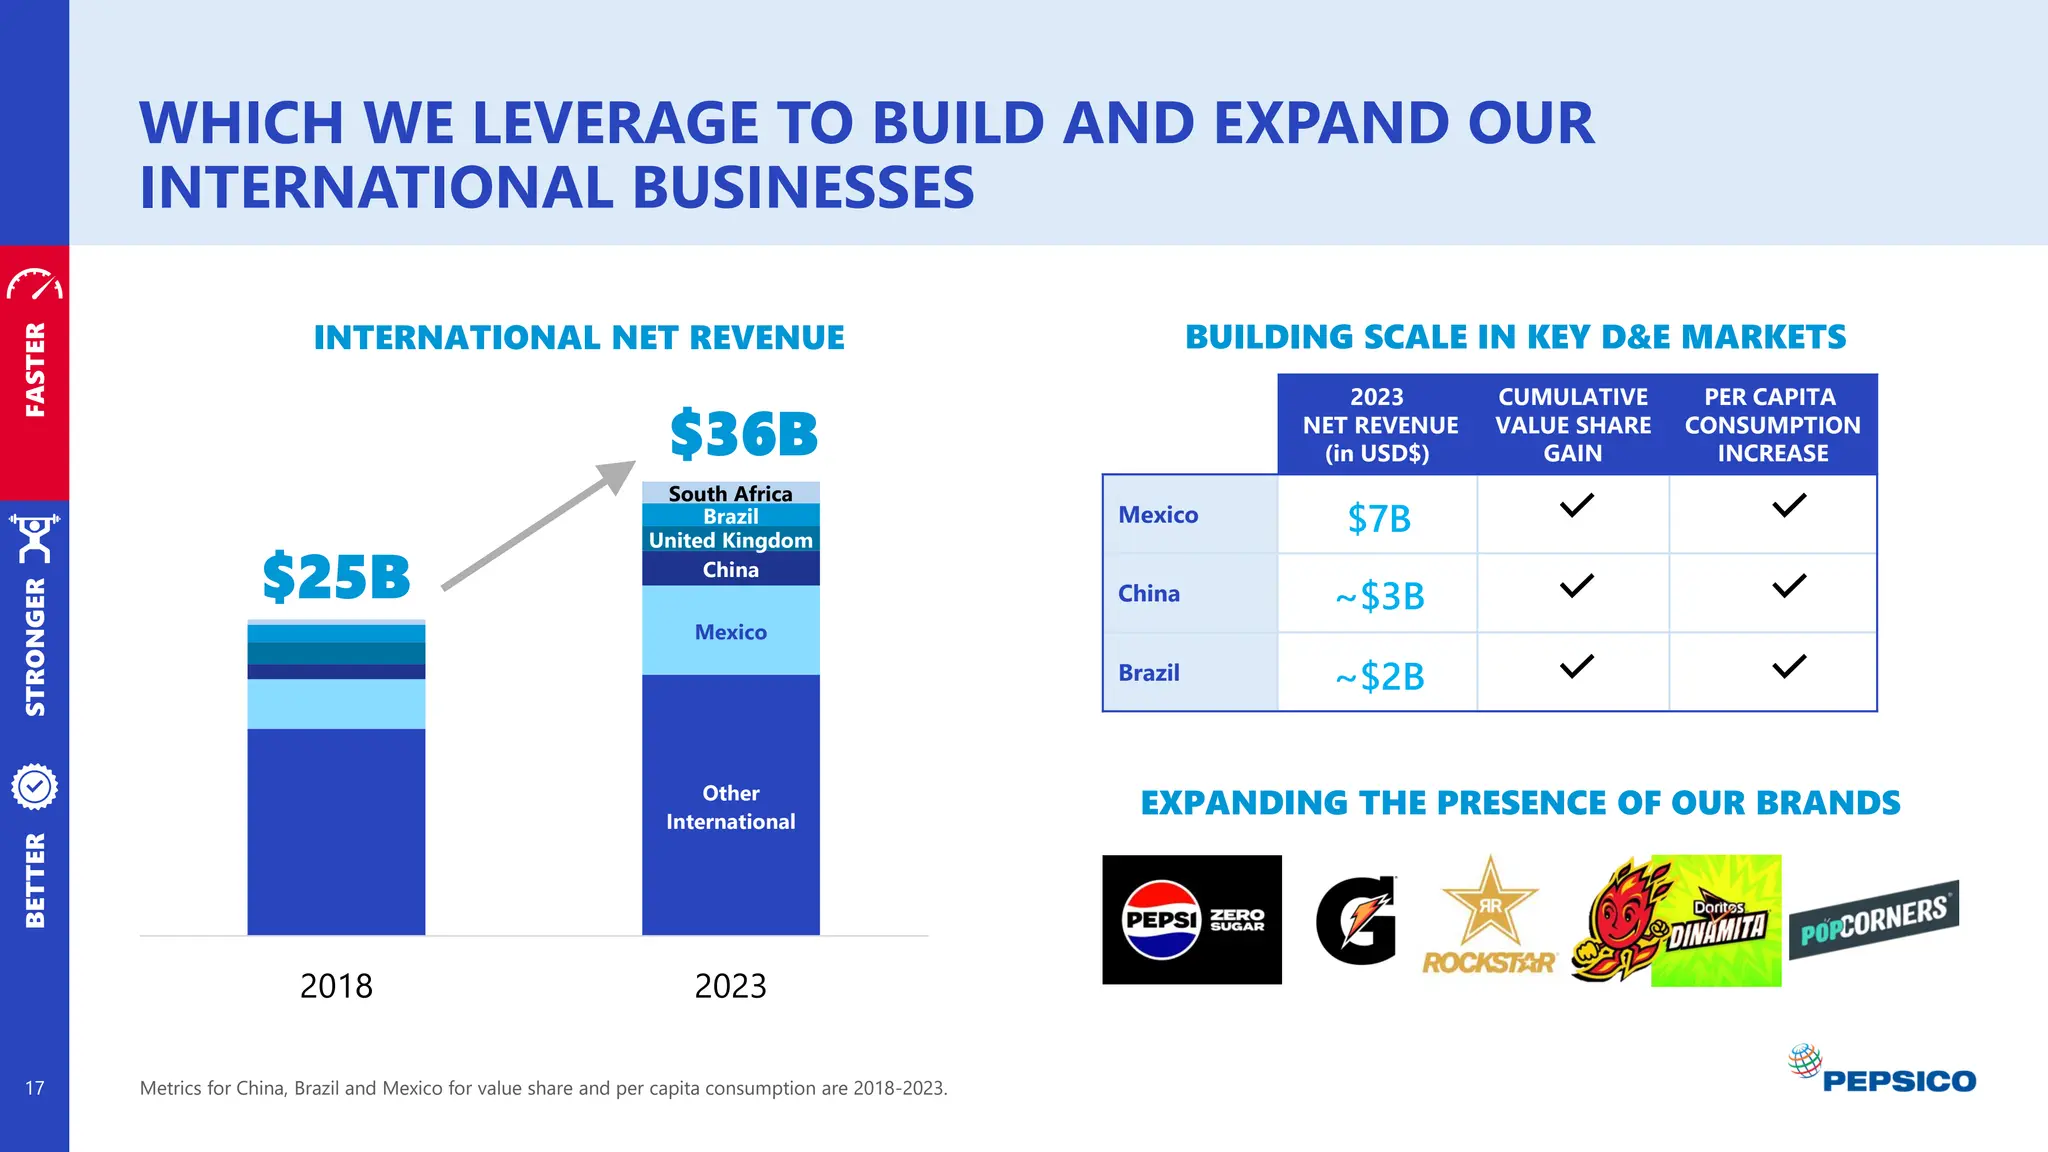 WHICH WE LEVERAGE TO BUILD AND EXPAND OUR
INTERNATIONAL BUSINESSES
FASTER
STRONGER
BETTER
INTERNATIONAL NET REVENUE
$25B
$36B
South Africa
Brazil
United Kingdom
China
Mexico
Other
International
2018
2023
BUILDING SCALE IN KEY D&E MARKETS
2023
NET REVENUE
(in USD$)
CUMULATIVE
VALUE SHARE
GAIN
PER CAPITA
CONSUMPTION
INCREASE
Mexico $7B ✓ ✓
China ~$3B ✓ ✓
Brazil ~$2B ✓ ✓
EXPANDING THE PRESENCE OF OUR BRANDS
PEPSI
ZERO
SUGAR
G
RR
ROCKSTAR
Doritos
DINAMITA
POPCORNERS
17
Metrics for China, Brazil and Mexico for value share and per capita consumption are 2018-2023.
PEPSICO